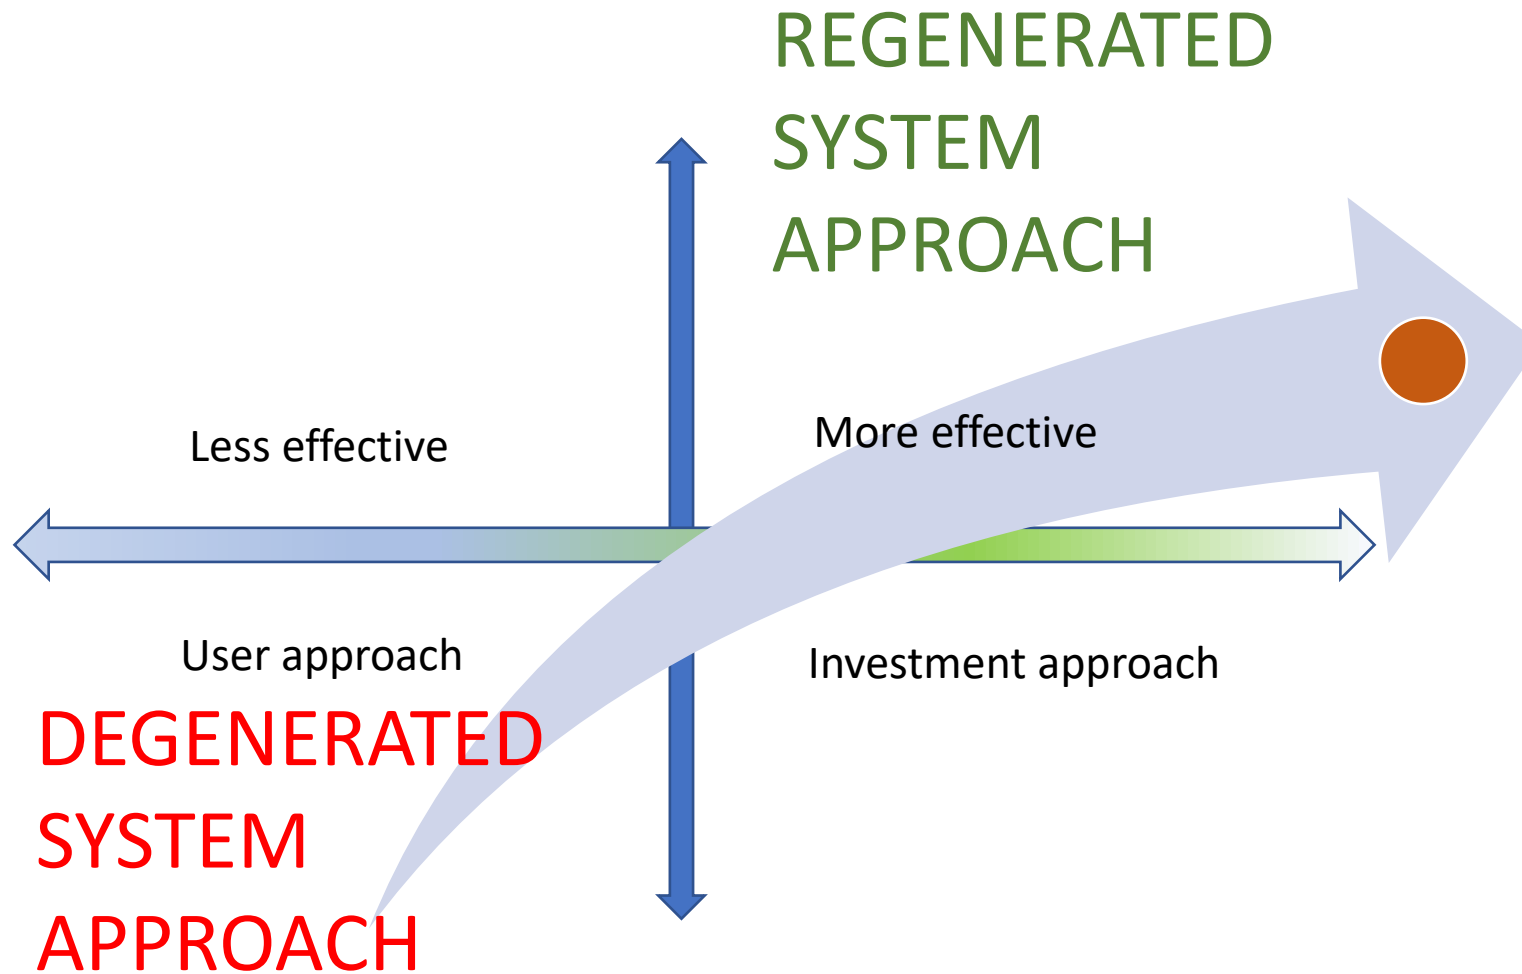 REGENERATED
SYSTEM
APPROACH
Less effective
More effective
User approach
Investment approach
DEGENERATED
SYSTEM
APPROACH